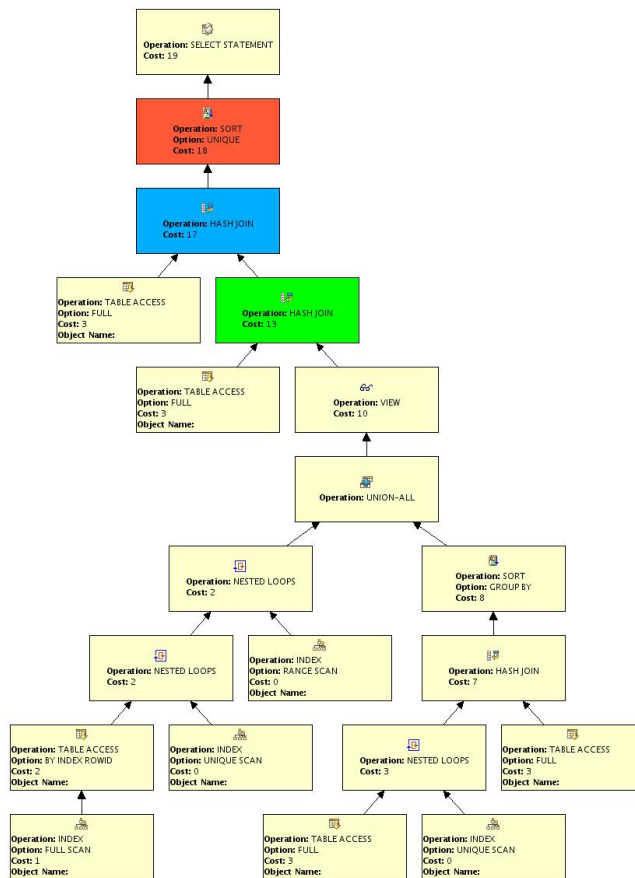 Operation: SELECT STATEMENT
Cost: 19
Operation: SORT
Option: UNIQUE
Cost: 18
Operation: HASH JOIN
Cost: 17
Operation: TABLE ACCESS
Option: FULL
Cost: 3
Object Name:
Operation: HASH JOIN
Cost: 13
Operation: TABLE ACCESS
Option: FULL
Cost: 3
Object Name:
Operation: VIEW
Cost: 10
Operation: UNION-ALL
Operation: NESTED LOOPS
Cost: 2
Operation: SORT
Option: GROUP BY
Cost: 8
Operation: NESTED LOOPS
Cost: 2
Operation: INDEX
Option: RANGE SCAN
Cost: 0
Object Name:
Operation: HASH JOIN
Cost: 7
Operation: TABLE ACCESS
Option: BY INDEX ROWID
Cost: 2
Object Name:
Operation: INDEX
Option: UNIQUE SCAN
Cost: 0
Object Name:
Operation: NESTED LOOPS
Cost: 3
Operation: TABLE ACCESS
Option: FULL
Cost: 3
Object Name:
Operation: INDEX
Option: FULL SCAN
Cost: 1
Object Name:
Operation: TABLE ACCESS
Option: FULL
Cost: 3
Object Name:
Operation: INDEX
Option: UNIQUE SCAN
Cost: 0
Object Name: